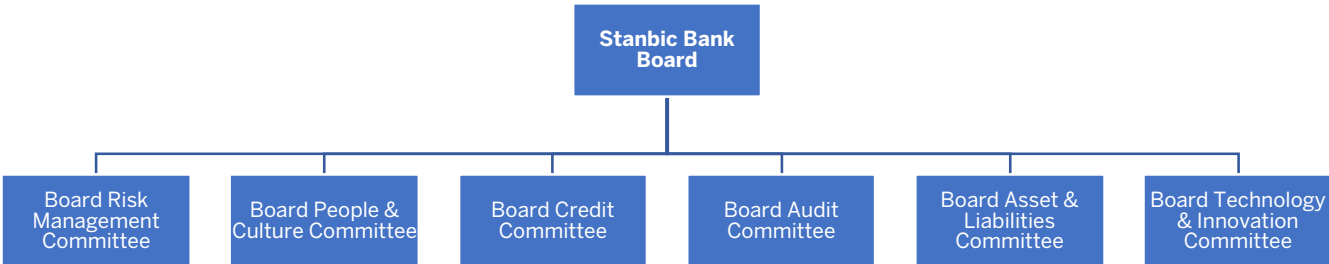 Stanbic Bank
Board
Board Risk
Management
Committee
Board People &
Culture Committee
Board Credit
Committee
Board Audit
Committee
Board Asset &
Liabilities
Committee
Board Technology
& Innovation
Committee